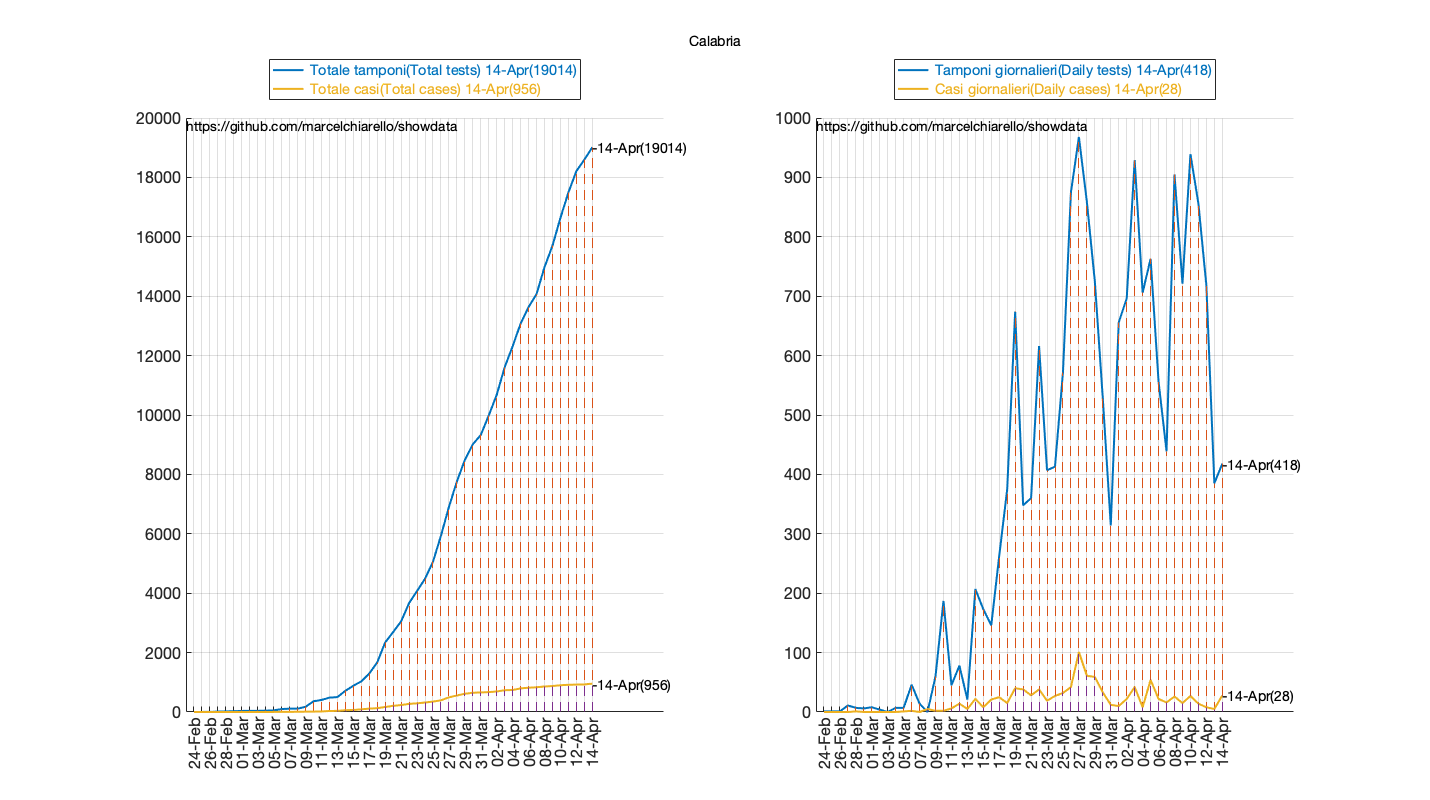 Calabria
Totale tamponi(Total tests) 14-Apr(19014)
Totale casi(Total cases) 14-Apr(956)
https://github.com/marcelchiarello/showdata
20000
18000
16000
14000
12000
10000
8000
6000
4000
2000
0
14-Apr(19014)
14-Apr(956)
24-Feb
26-Feb
28-Feb
01-Mar
03-Mar
05-Mar
07-Mar
09-Mar
11-Mar
13-Mar
15-Mar
17-Mar
19-Mar
21-Mar
23-Mar
25-Mar
27-Mar
29-Mar
31-Mar
02-Apr
04-Apr
06-Apr
08-Apr
10-Apr
12-Apr
14-Apr
Tamponi giornalieri(Daily tests) 14-Apr(418)
Casi giornalieri(Daily cases) 14-Apr(28)
https://github.com/marcelchiarello/showdata
1000
900
800
700
600
500
400
300
200
100
0
14-Apr(418)
14-Apr(28)
24-Feb
26-Feb
28-Feb
01-Mar
03-Mar
05-Mar
07-Mar
09-Mar
11-Mar
13-Mar
15-Mar
17-Mar
19-Mar
21-Mar
23-Mar
25-Mar
27-Mar
29-Mar
31-Mar
02-Apr
04-Apr
06-Apr
08-Apr
10-Apr
12-Apr
14-Apr